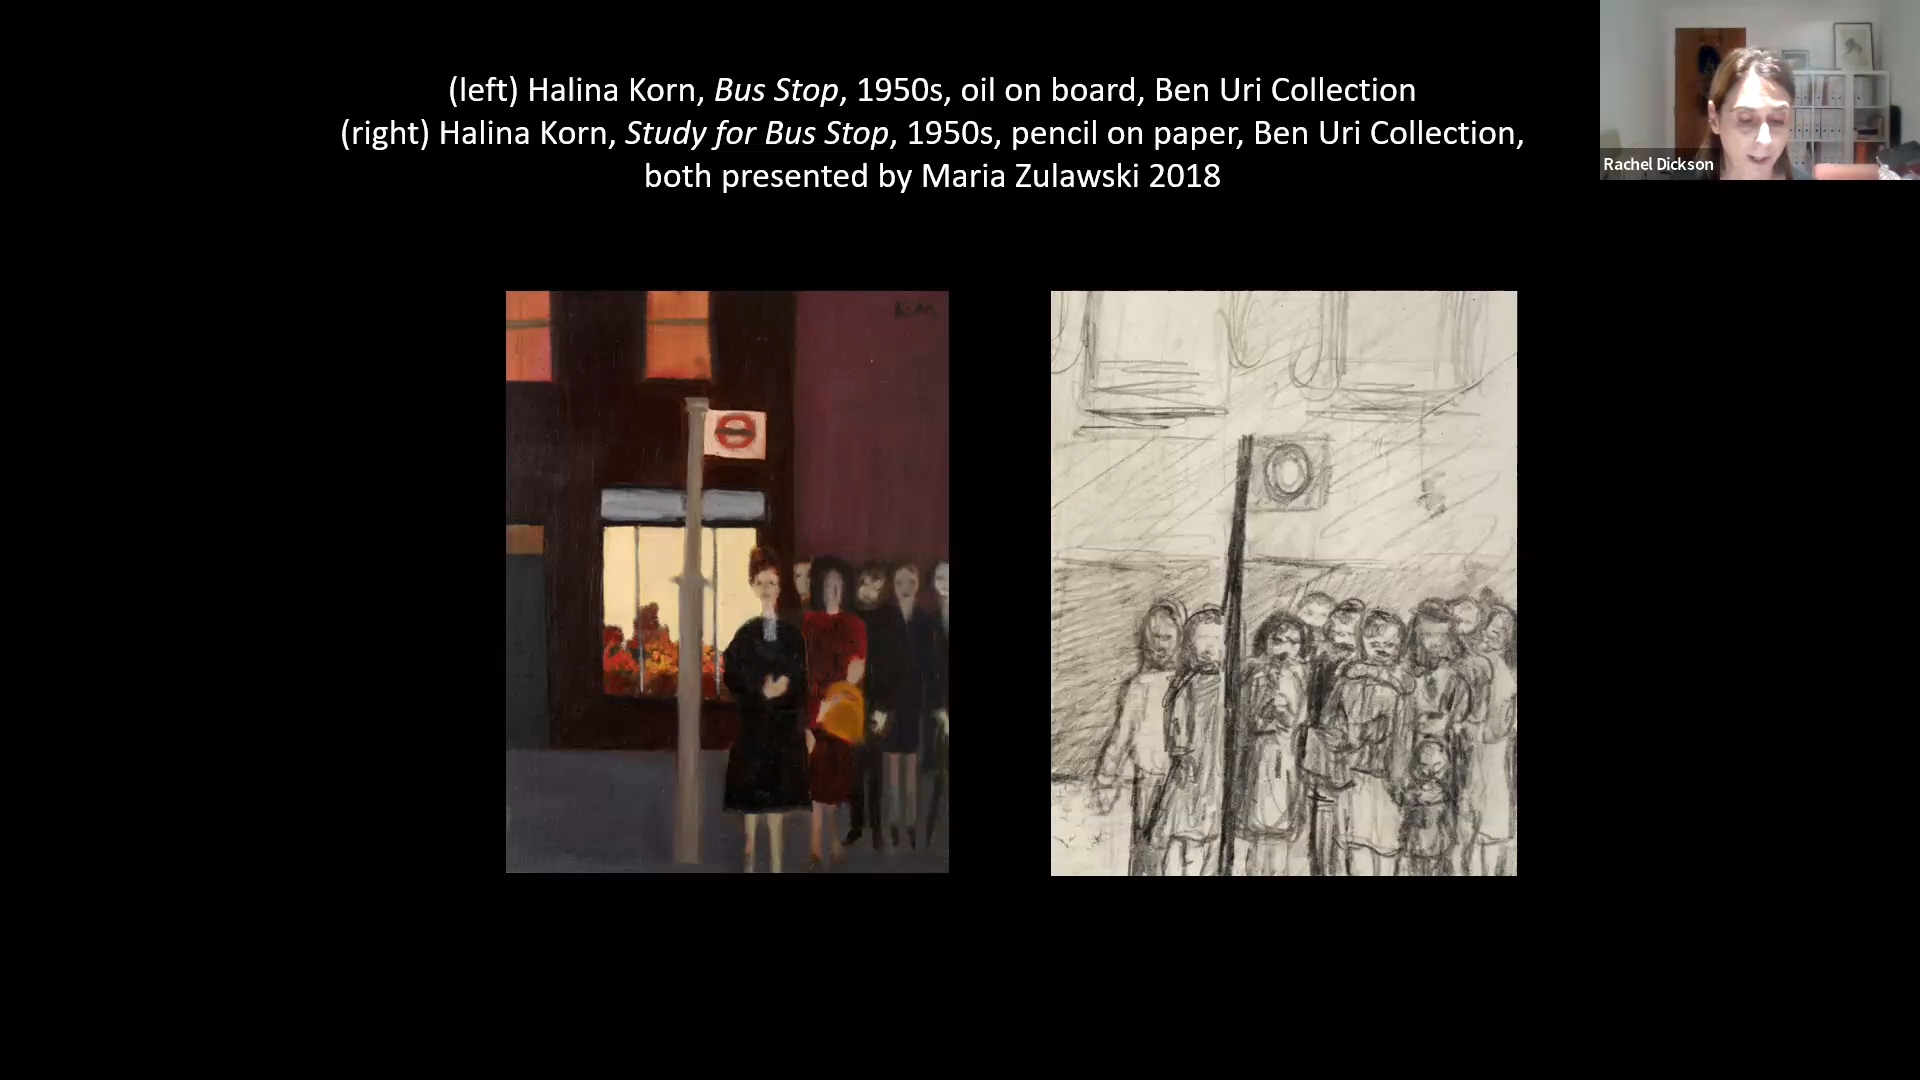 (left) Halina Korn, Bus Stop, 1950s, oil on board, Ben Uri Collection
(right) Halina Korn, Study for Bus Stop, 1950s, pencil on paper, Ben Uri Collection,
both presented by Maria Zulawski 2018
Rachel Dickson